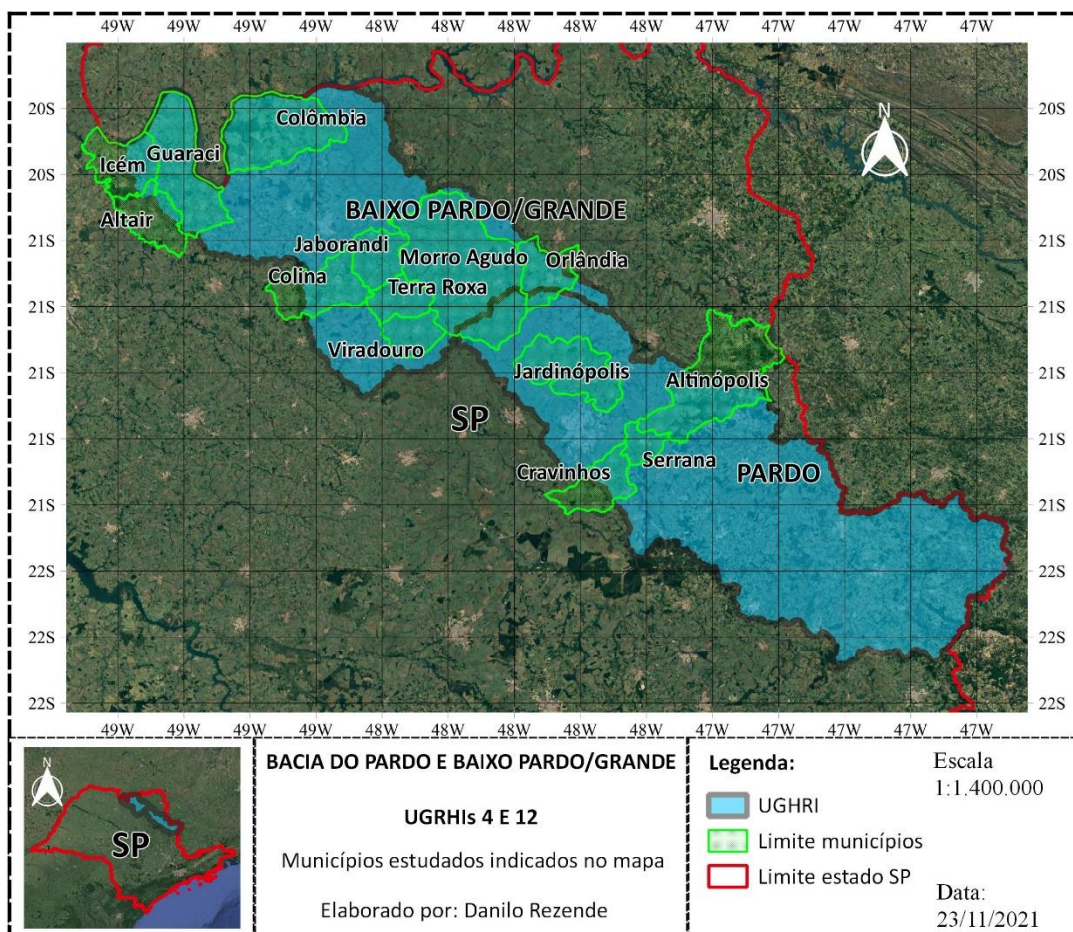 49W 49W 49W 49W 48W 48W 48W 48W 48W 47W 47W 47W 47W 47W
20S 20S
Colômbia
N
Guaraci
Icém
20S 20S
Altair
BAIXO PARDO/GRANDE
21S 21S
Jaborandi
Morro Agudo
Orlândia
Colina
Terra Roxa
21S 21S
Viradouro
Jardinópolis
Altinópolis
21S 21S
SP
21S 21S
Serrana
Cravinhos
PARDO
21S 21S
22S 22S
22S 22S
22S 22S
49W 49W 49W 49W 48W 48W 48W 48W 48W 47W 47W 47W 47W 47W
N
SP
BACIA DO PARDO E BAIXO PARDO/GRANDE
UGRHIs 4 E 12
Municípios estudados indicados no mapa
Elaborado por: Danilo Rezende
Legenda:
UGHRI
Limite municípios
Limite estado SP
Escala
1:1.400.000
Data:
23/11/2021